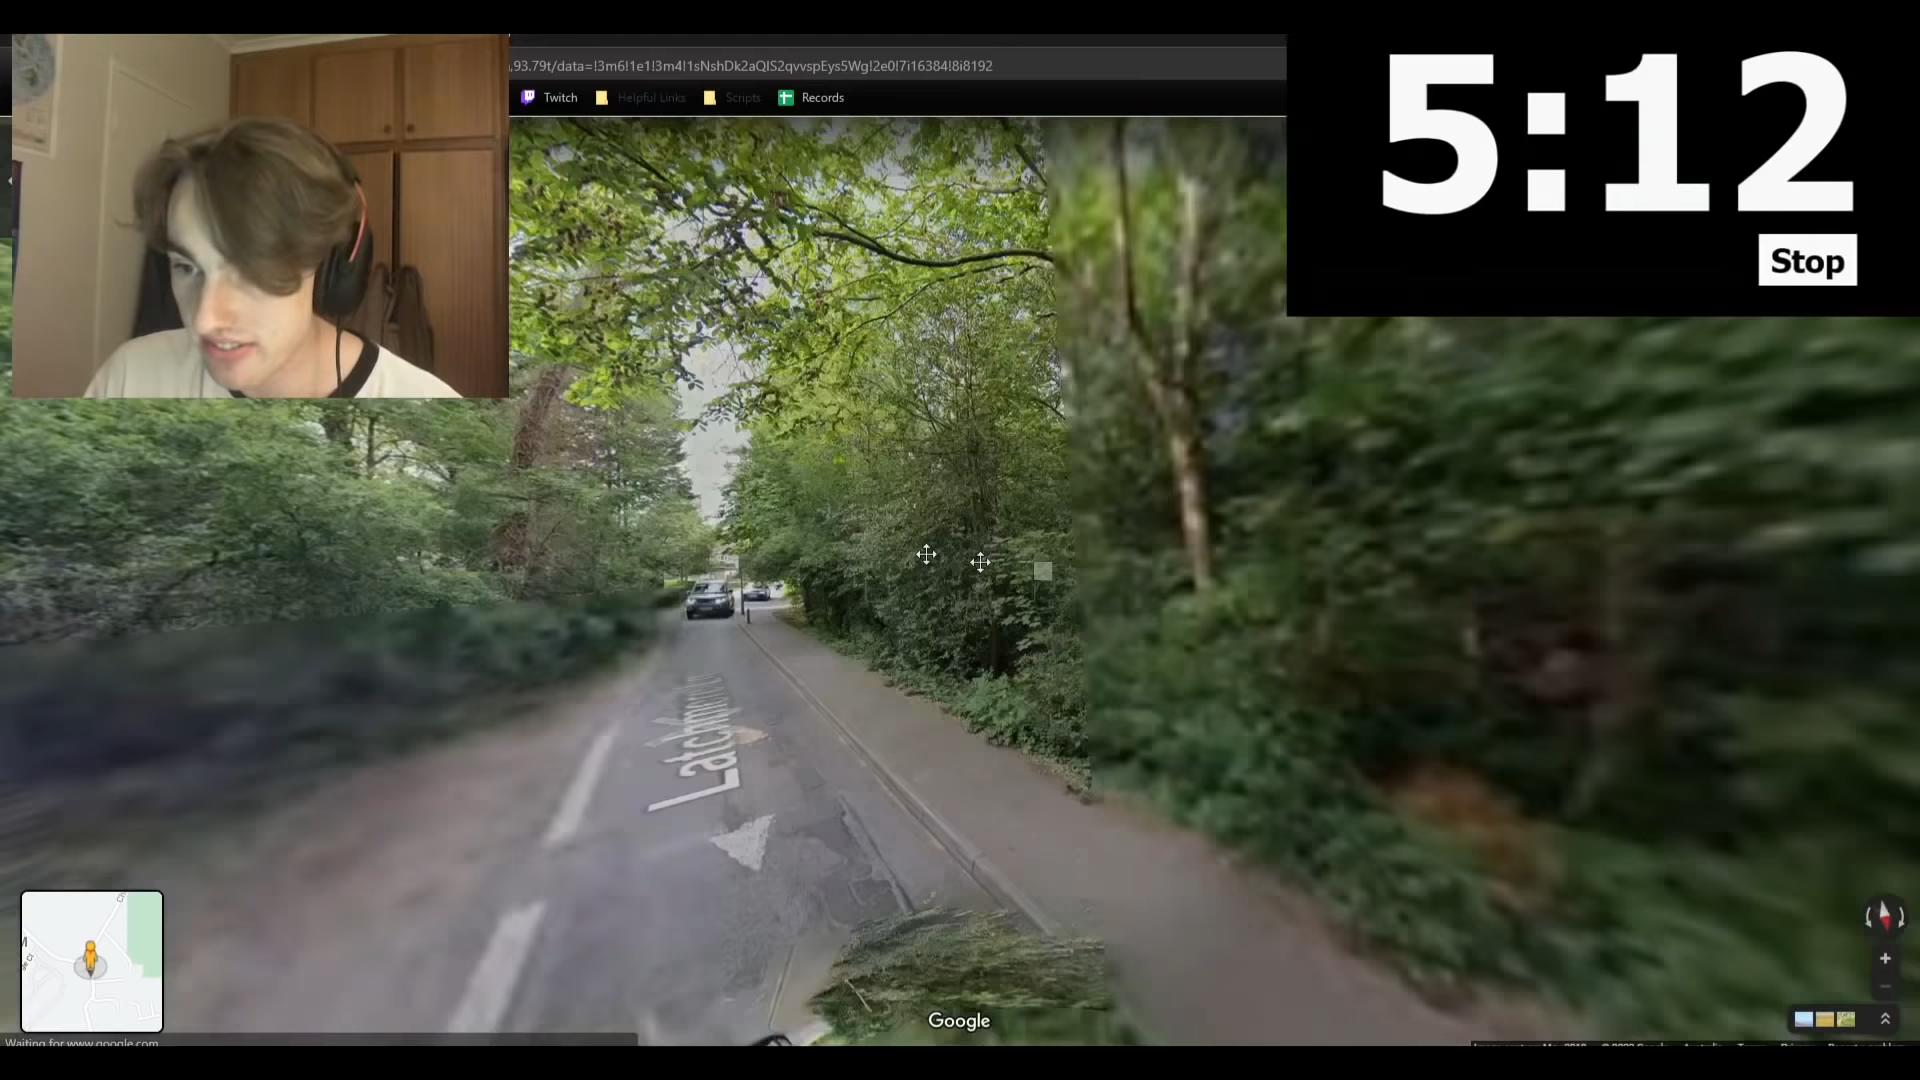 ,93.79t/data=!3m6!1e1!3m4!1sNshDk2aQIS2qvvspEys5Wg!2e0!7i16384!8i8192
Twitch
Helpful Links
Scripts
Records
5:12
Stop
Google
Waiting for www.google.com